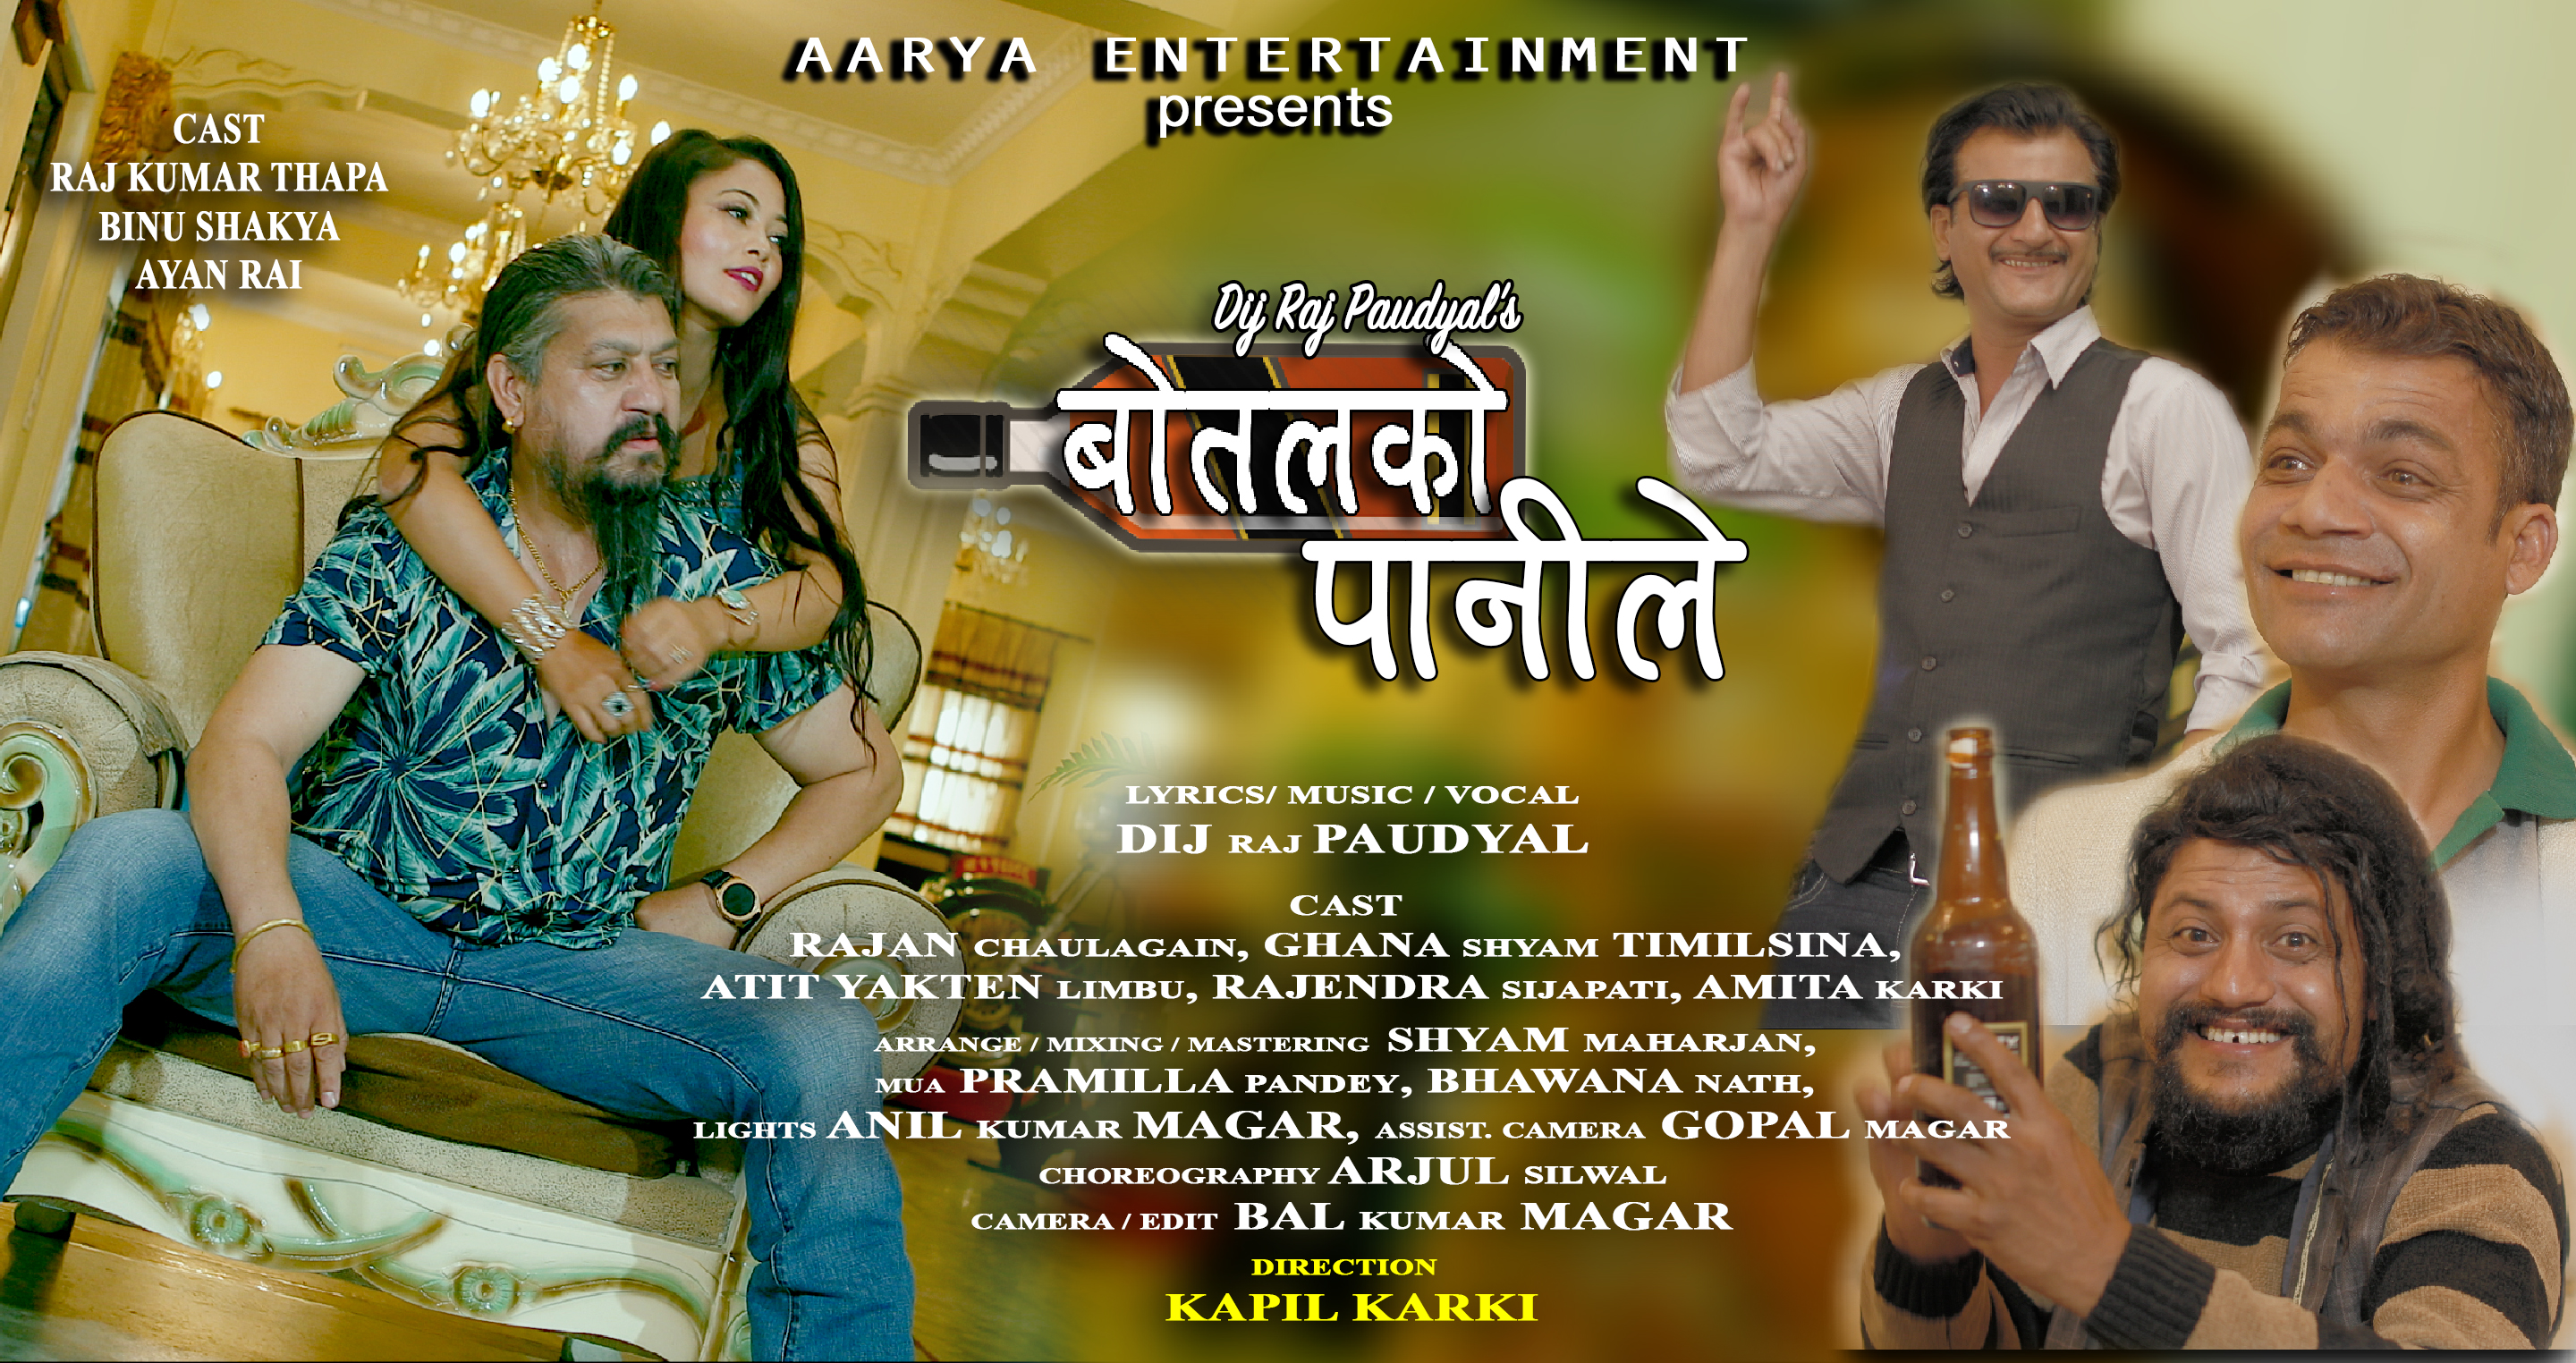 AARYA ENTERTAINMENT
presents
CAST
RAJ KUMAR THAPA
BINU SHAKYA
AYAN RAI
Dij Raj Paudyal's
बोतलको
पानीले
LYRICS/ MUSIC / VOCAL
DIJ RAJ PAUDYAL
CAST
RAJAN CHAULAGAIN, GHANA SHYAM TIMILSINA,
ATIT YAKTEN LIMBU, RAJENDRA SIJAPATI, AMITA KARKI
ARRANGE / MIXING / MASTERING SHYAM MAHARJAN,
MUA PRAMILLA PANDEY, BHAWANA NATH,
LIGHTS ANIL KUMAR MAGAR, ASSIST. CAMERA GOPAL MAGAR
CHOREOGRAPHY ARJUL SILWAL
CAMERA / EDIT BAL KUMAR MAGAR
DIRECTION
KAPIL KARKI